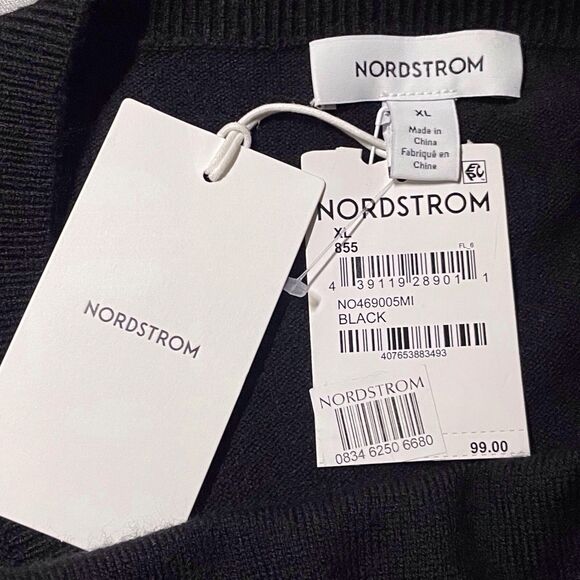 NORDSTROM
XL
Made in
China
Fabriqué en
Chine
NORDSTROM
NORDSTROM
XL
855
FL_6
4 39119 28901 1
NO469005MI
BLACK
407653883493
NORDSTROM
0834 6250 6680
99.00